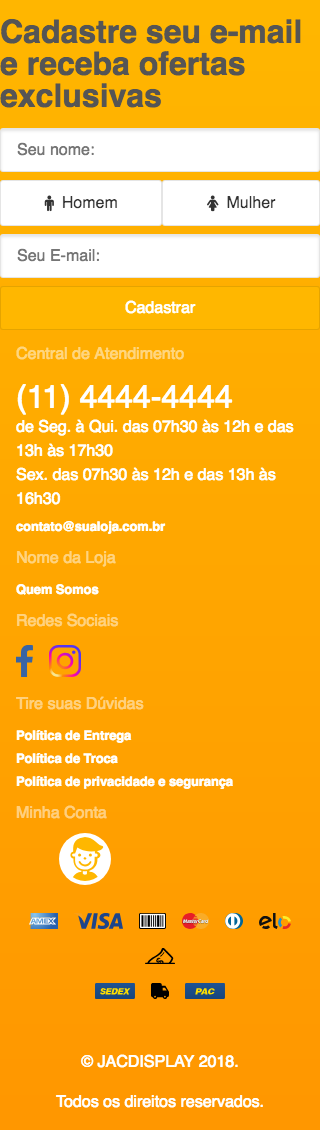 Cadastre seu e-mail
e receba ofertas
exclusivas
Seu nome:
Homem Mulher
Seu E-mail:
Cadastrar
Central de Atendimento
(11) 4444-4444
de Seg. à Qui. das 07h30 às 12h e das
13h às 17h30
Sex. das 07h30 às 12h e das 13h às
16h30
contato@sualoja.com.br
Nome da Loja
Quem Somos
Redes Sociais
Tire suas Dúvidas
Política de Entrega
Política de Troca
Política de privacidade e segurança
Minha Conta
AMEX VISA MasterCard elo
SEDEX PAC
© JACDISPLAY 2018.
Todos os direitos reservados.